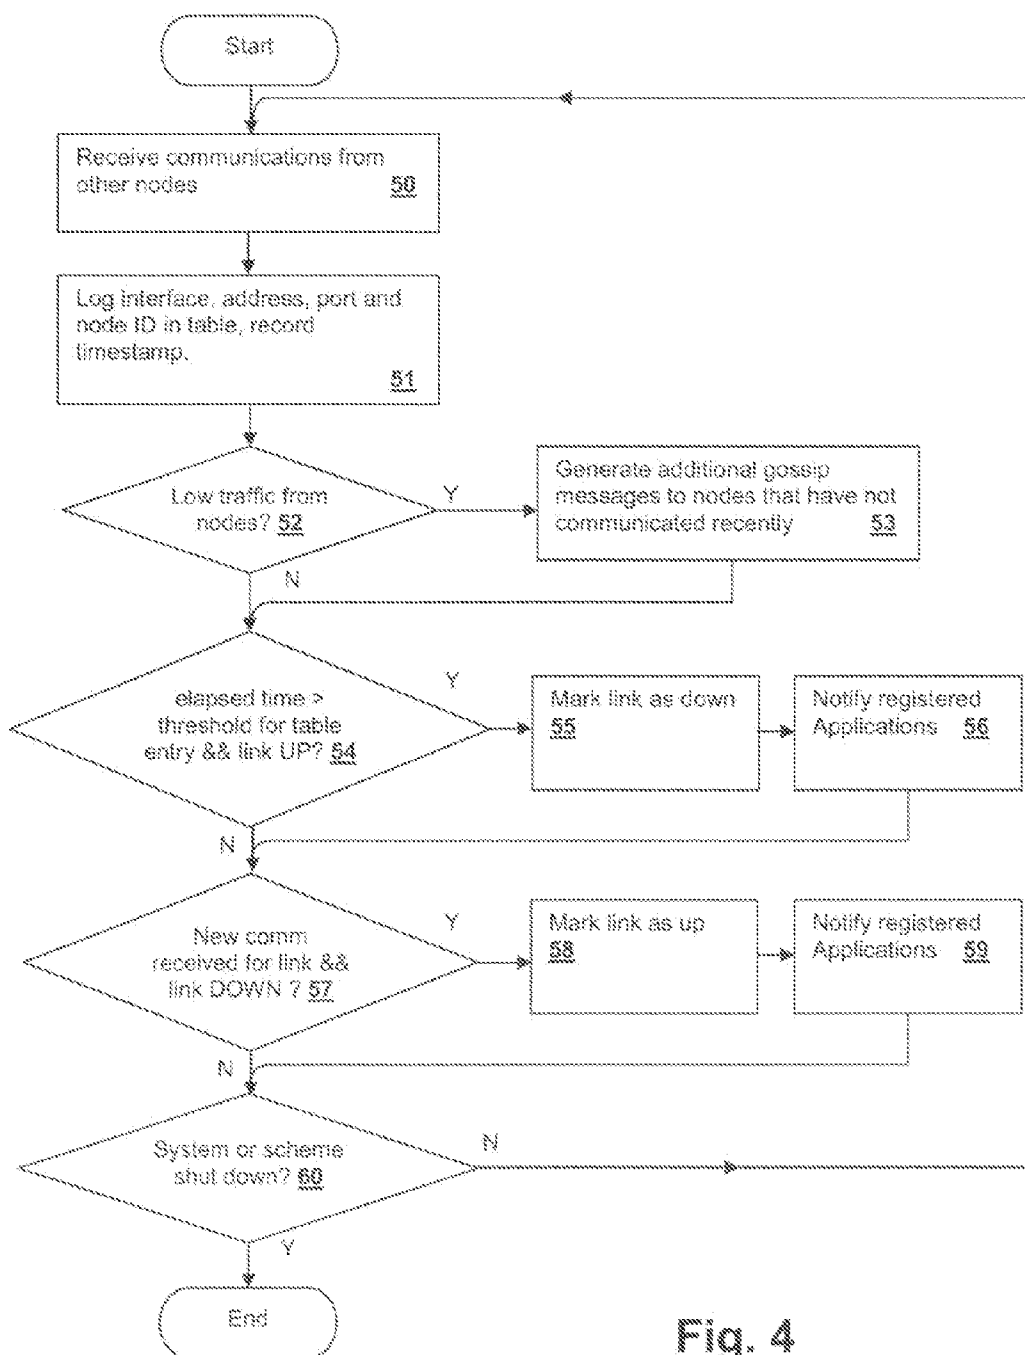 Start
Receive communications from
other nodes 50
Log interface, address, port and
node ID in table, record
timestamp.
51
Low traffic from
nodes? 52
Y
Generate additional gossip
messages to nodes that have not
communicated recently 53
N
elapsed time >
threshold for table
entry && link UP? 54
Y
Mark link as down
55
Notify registered
Applications 56
N
New comm
received for link &&
link DOWN ? 57
Y
Mark link as up
58
Notify registered
Applications 59
N
System or scheme
shut down? 60
N
Y
End
Fig. 4